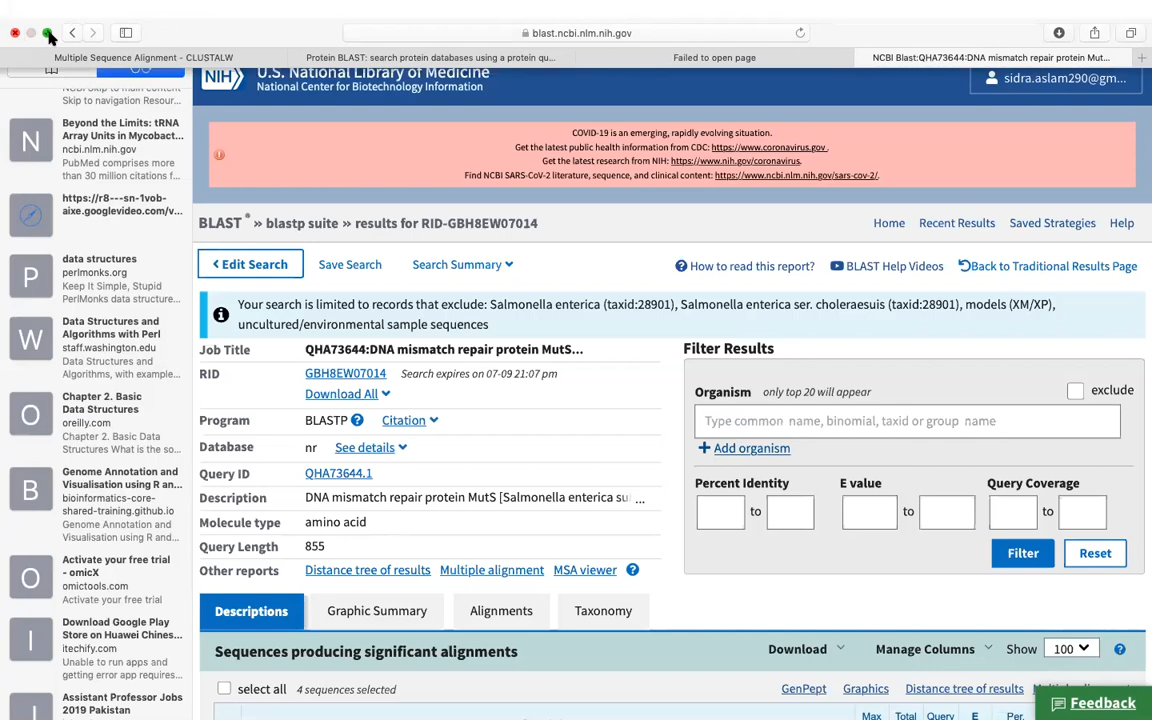 blast.ncbi.nlm.nih.gov
Multiple Sequence Alignment - CLUSTALW
Protein BLAST: search protein databases using a protein qu...
Failed to open page
NCBI Blast:QHA73644:DNA mismatch repair protein MutS...
NCBI Skip to main content
Skip to navigation Resour...
Beyond the Limits: tRNA
Array Units in Mycobact...
ncbi.nlm.nih.gov
PubMed comprises more
than 30 million citations f...
https://r8---sn-1vob-
aixe.googlevideo.com/v...
P
data structures
perlmonks.org
Keep It Simple, Stupid
PerlMonks data structure...
W
Data Structures and
Algorithms with Perl
staff.washington.edu
Data Structures and
Algorithms, with example...
O
Chapter 2. Basic
Data Structures
oreilly.com
Chapter 2. Basic Data
Structures What is the so...
B
Genome Annotation and
Visualisation using R an...
bioinformatics-core-
shared-training.github.io
Genome Annotation and
Visualisation using R an...
O
Activate your free trial
- omicX
omictools.com
Activate your free trial
I
Download Google Play
Store on Huawei Chines...
itechify.com
Unable to run apps and
getting error app requires...
Assistant Professor Jobs
2019 Pakistan
N
NIH
U.S. National Library of Medicine
National Center for Biotechnology Information
sidra.aslam290@gm...
COVID-19 is an emerging, rapidly evolving situation.
Get the latest public health information from CDC: https://www.coronavirus.gov .
Get the latest research from NIH: https://www.nih.gov/coronavirus.
Find NCBI SARS-CoV-2 literature, sequence, and clinical content: https://www.ncbi.nlm.nih.gov/sars-cov-2/.
BLAST ® » blastp suite » results for RID-GBH8EW07014
Home Recent Results Saved Strategies Help
< Edit Search Save Search Search Summary
How to read this report? BLAST Help Videos Back to Traditional Results Page
Your search is limited to records that exclude: Salmonella enterica (taxid:28901), Salmonella enterica ser. choleraesuis (taxid:28901), models (XM/XP),
uncultured/environmental sample sequences
Job Title QHA73644:DNA mismatch repair protein MutS...
RID GBH8EW07014 Search expires on 07-09 21:07 pm
Download All
Program BLASTP ? Citation
Database nr See details
Query ID QHA73644.1
Description DNA mismatch repair protein MutS [Salmonella enterica su ...
Molecule type amino acid
Query Length 855
Other reports Distance tree of results Multiple alignment MSA viewer ?
Filter Results
Organism only top 20 will appear exclude
Type common name, binomial, taxid or group name
+ Add organism
Percent Identity E value Query Coverage
to to to
Filter Reset
Descriptions Graphic Summary Alignments Taxonomy
Sequences producing significant alignments Download Manage Columns Show 100 ?
select all 4 sequences selected GenPept Graphics Distance tree of results
Max Total Query E Per.
Feedback